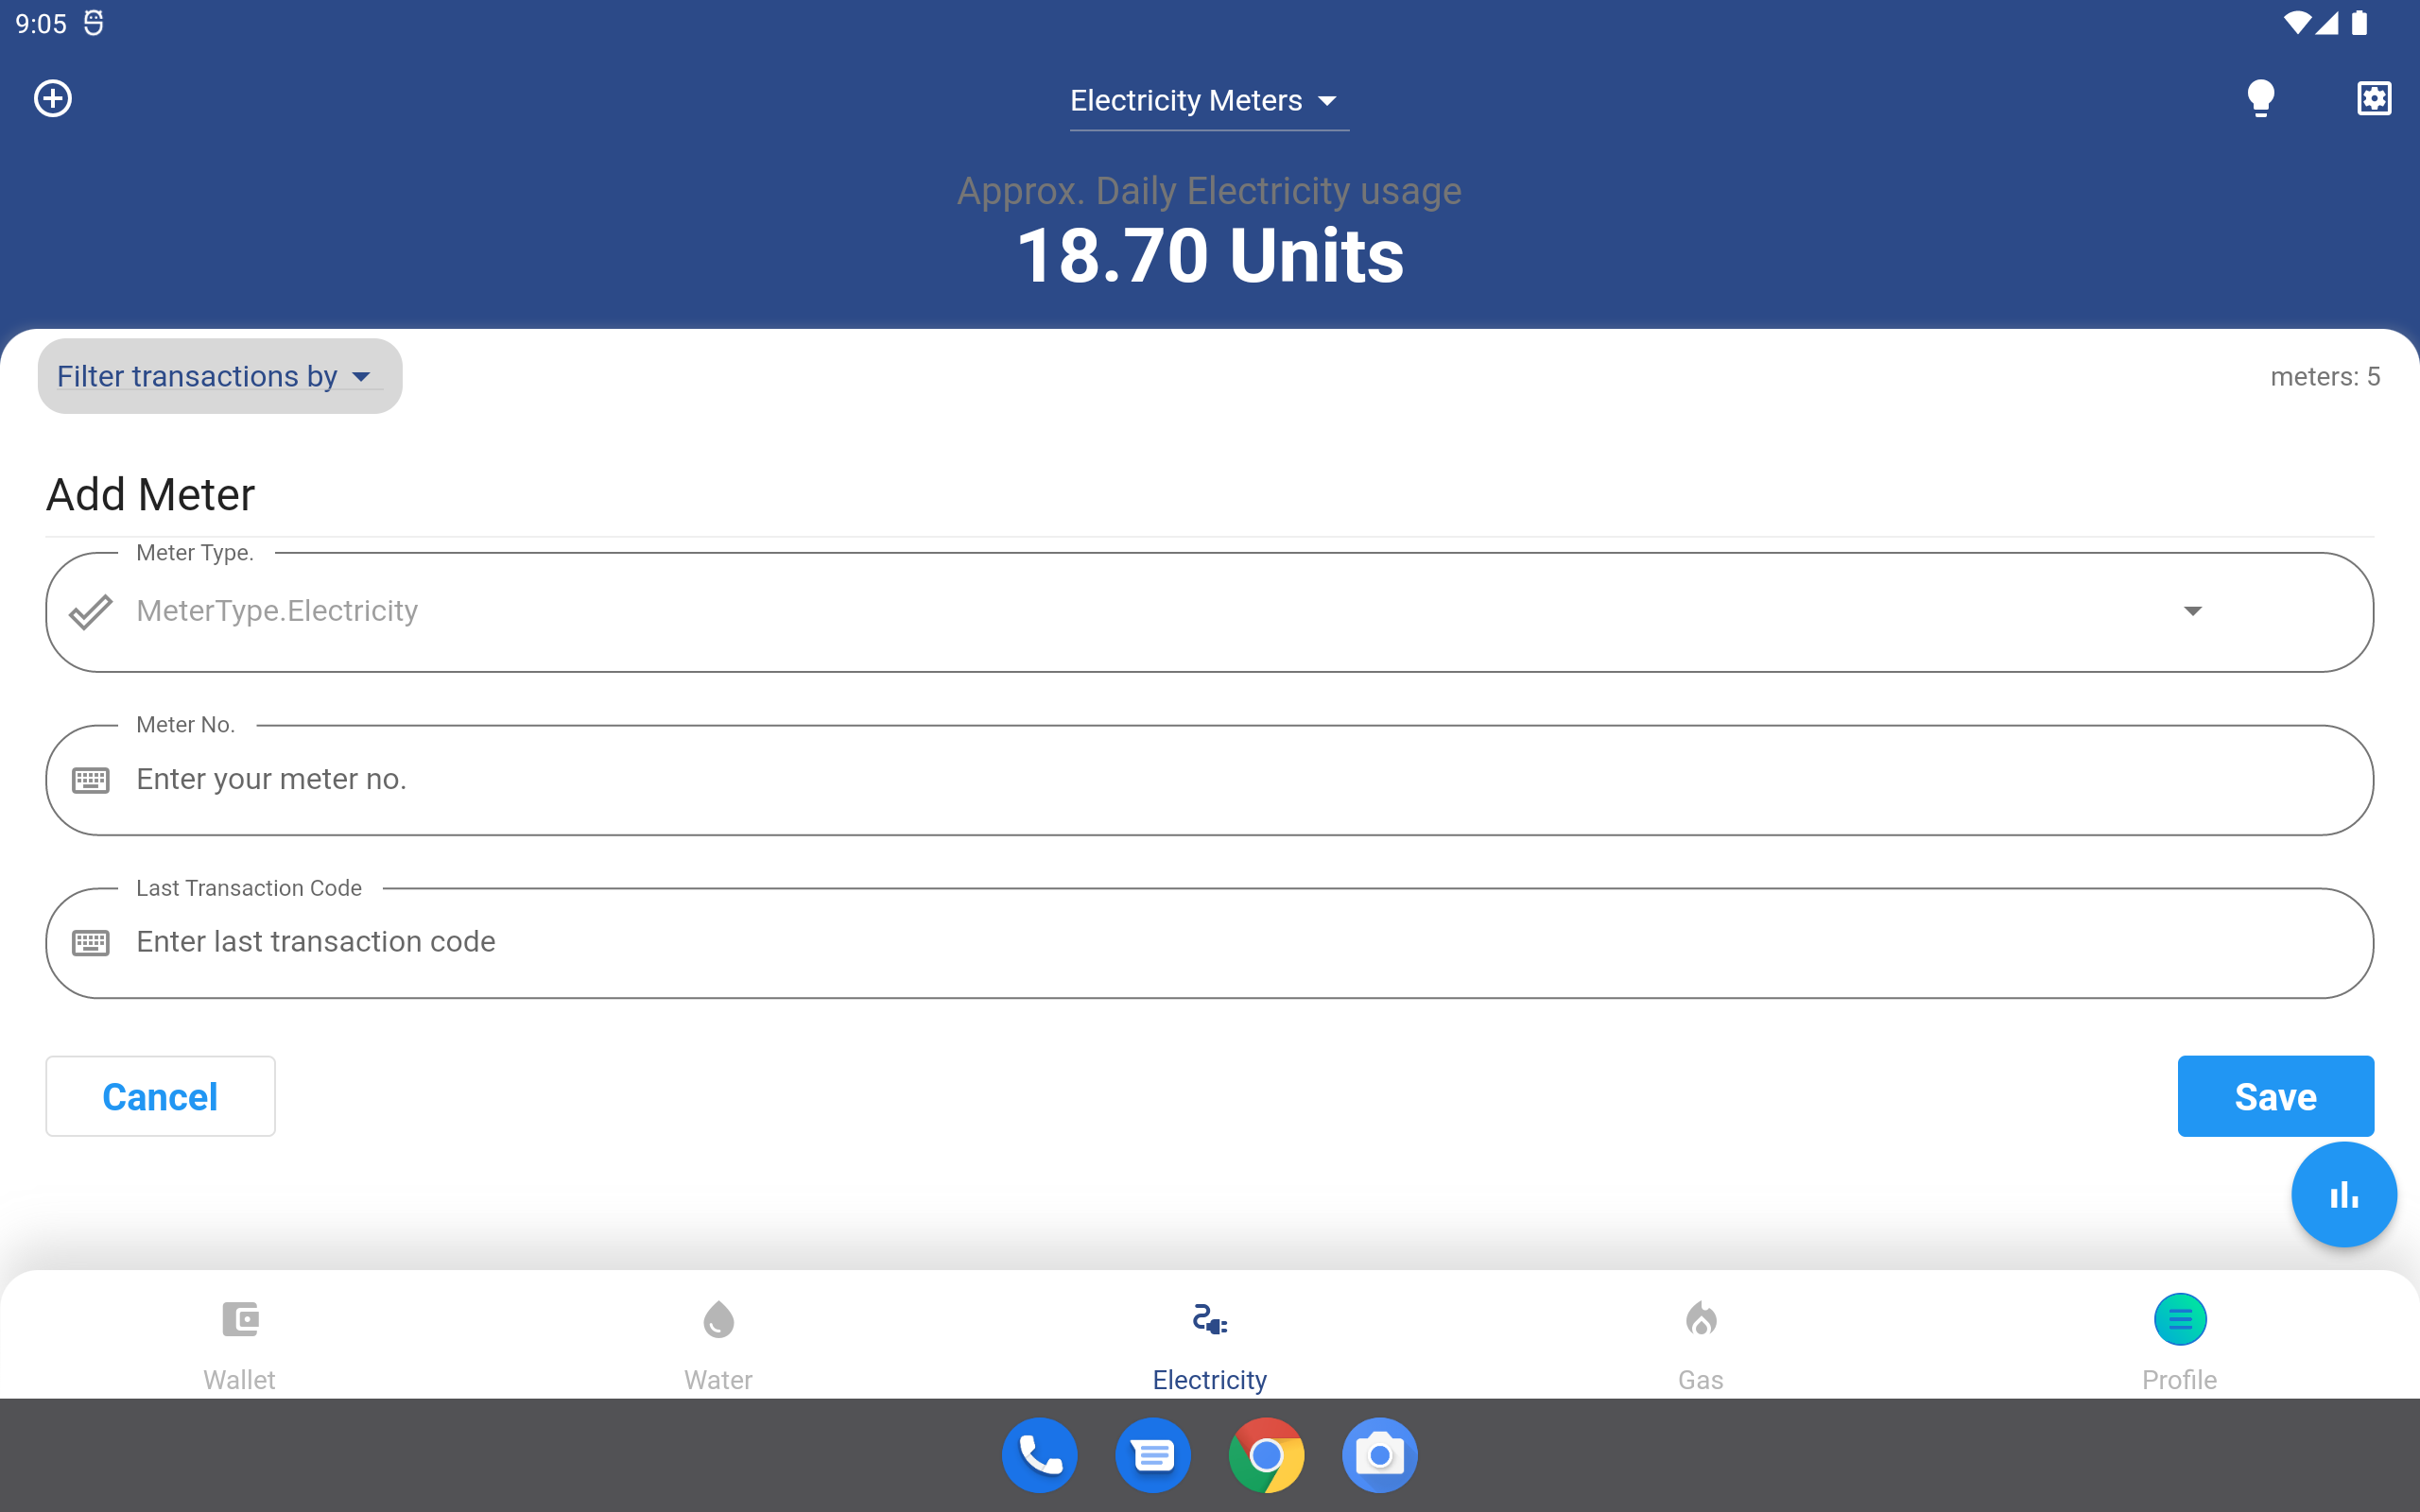 9:05
Electricity Meters
Approx. Daily Electricity usage
18.70 Units
Filter transactions by
meters: 5
Add Meter
Meter Type.
MeterType.Electricity
Meter No.
Enter your meter no.
Last Transaction Code
Enter last transaction code
Cancel
Save
Wallet
Water
Electricity
Gas
Profile